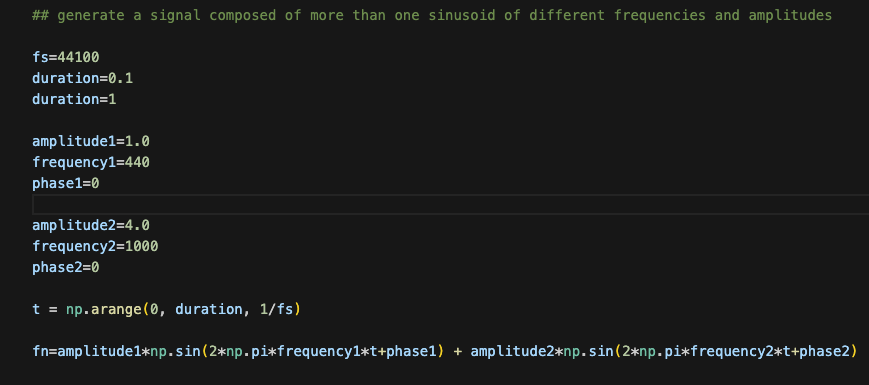 ## generate a signal composed of more than one sinusoid of different frequencies and amplitudes
fs=44100
duration=0.1
duration=1
amplitude1=1.0
frequency1=440
phase1=0
amplitude2=4.0
frequency2=1000
phase2=0
t = np.arange(0, duration, 1/fs)
fn=amplitude1*np.sin(2*np.pi*frequency1*t+phase1) + amplitude2*np.sin(2*np.pi*frequency2*t+phase2)